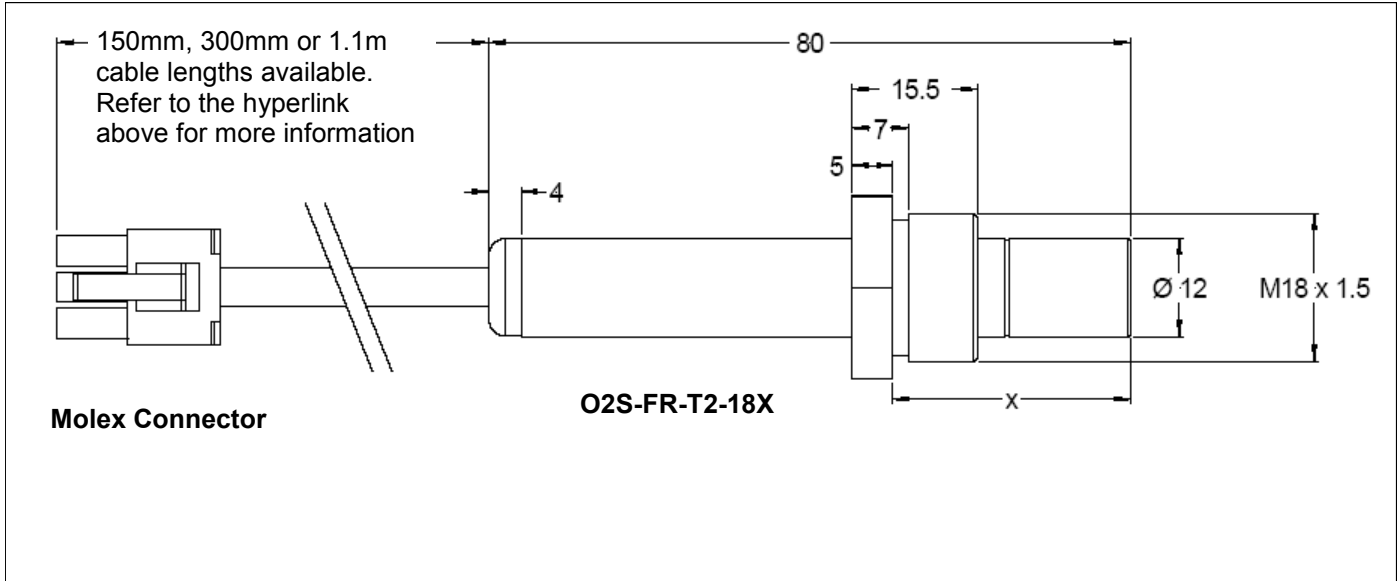 150mm, 300mm or 1.1m
cable lengths available.
Refer to the hyperlink
above for more information
80
15.5
7
5
4
Ø 12
M18 x 1.5
x
O2S-FR-T2-18X
Molex Connector